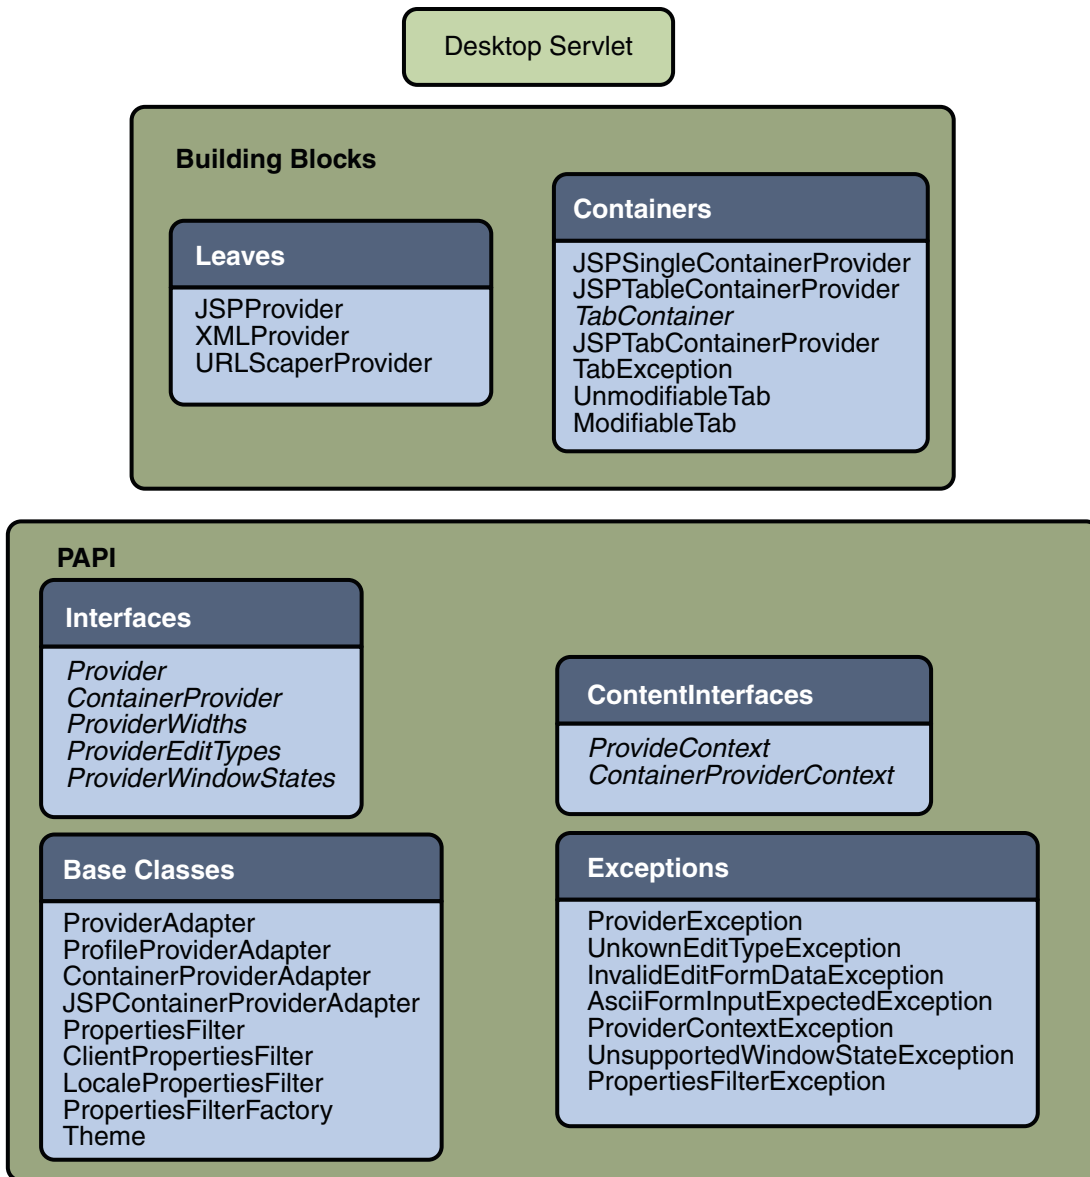 Desktop Servlet
Building Blocks
Leaves
JSPProvider
XMLProvider
URLScaperProvider
Containers
JSPSingleContainerProvider
JSPTableContainerProvider
TabContainer
JSPTabContainerProvider
TabException
UnmodifiableTab
ModifiableTab
PAPI
Interfaces
Provider
ContainerProvider
ProviderWidths
ProviderEditTypes
ProviderWindowStates
ContentInterfaces
ProvideContext
ContainerProviderContext
Base Classes
ProviderAdapter
ProfileProviderAdapter
ContainerProviderAdapter
JSPContainerProviderAdapter
PropertiesFilter
ClientPropertiesFilter
LocalePropertiesFilter
PropertiesFilterFactory
Theme
Exceptions
ProviderException
UnkownEditTypeException
InvalidEditFormDataException
AsciiFormInputExpectedException
ProviderContextException
UnsupportedWindowStateException
PropertiesFilterException